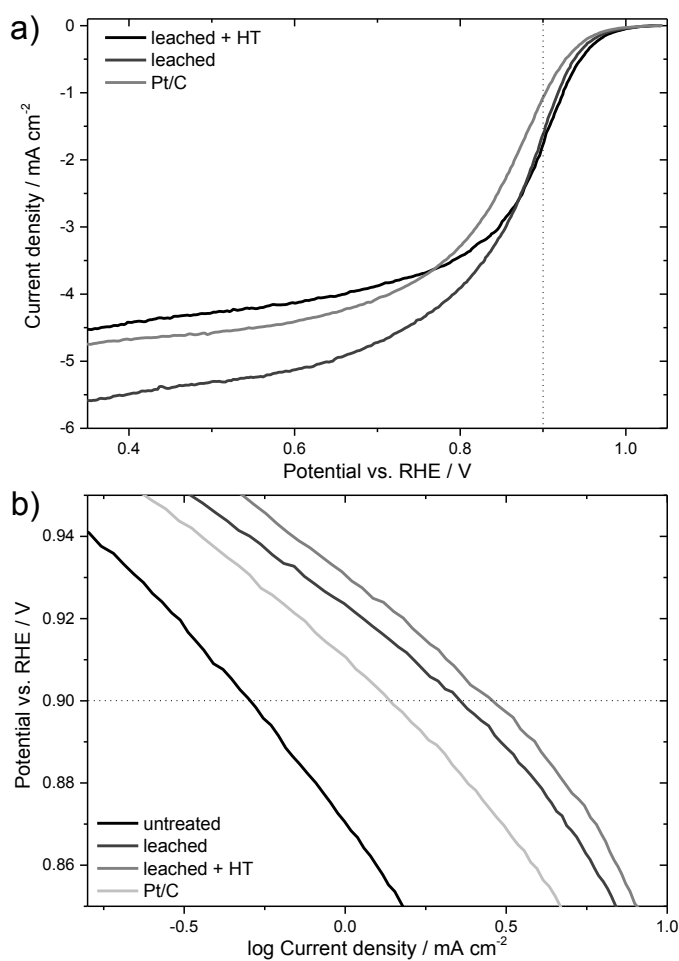 a)
leached + HT
leached
Pt/C
0
-1
-2
-3
-4
-5
-6
Current density / mA cm⁻²
0.4 0.6 0.8 1.0
Potential vs. RHE / V
b)
0.94
0.92
0.90
0.88
0.86
Potential vs. RHE / V
untreated
leached
leached + HT
Pt/C
-0.5 0.0 0.5 1.0
log Current density / mA cm⁻²